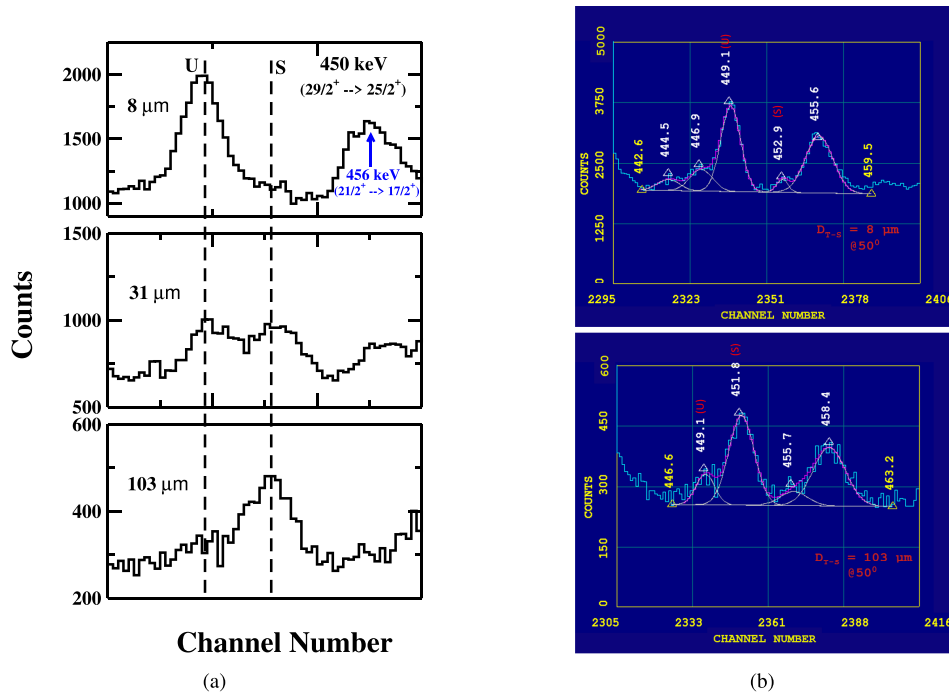 2000
1500
1000
U
S
450 keV
(29/2+ --> 25/2+)
8 μm
456 keV
(21/2+ --> 17/2+)
1500
1000
500
31 μm
600
400
200
103 μm
Counts
Channel Number
(a)
5000
3750
2500
1250
0
COUNTS
442.6
444.5
446.9
449.1 (U)
452.9 (S)
455.6
459.5
DT-S = 8 μm
@50⁰
2295 2323 2351 2378 2406
CHANNEL NUMBER
600
450
300
150
0
COUNTS
446.6
449.1 (U)
451.8 (S)
455.7
458.4
463.2
DT-S = 103 μm
@50⁰
2305 2333 2361 2388 2416
CHANNEL NUMBER
(b)